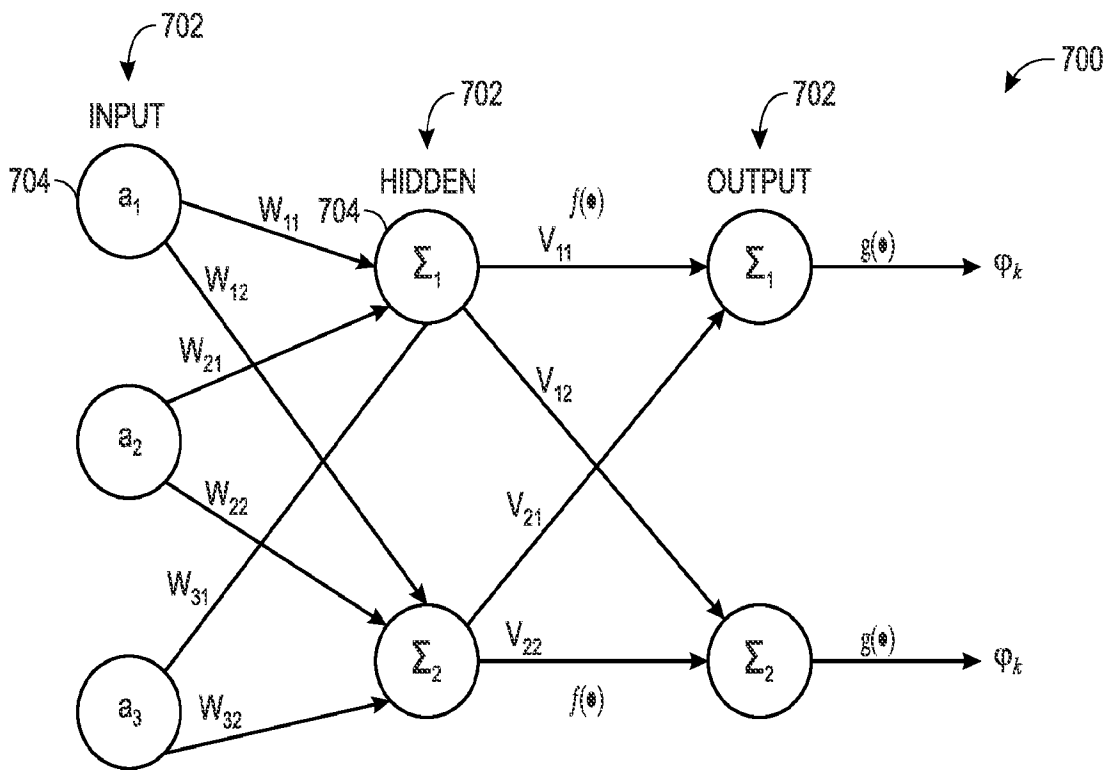 702
700
INPUT
702
702
704
a₁
HIDDEN
OUTPUT
W₁₁
704
f(•)
V₁₁
g(•)
Σ₁
Σ₁
φₖ
W₁₂
W₂₁
V₁₂
a₂
W₂₂
V₂₁
W₃₁
V₂₂
g(•)
Σ₂
Σ₂
φₖ
a₃
W₃₂
f(•)